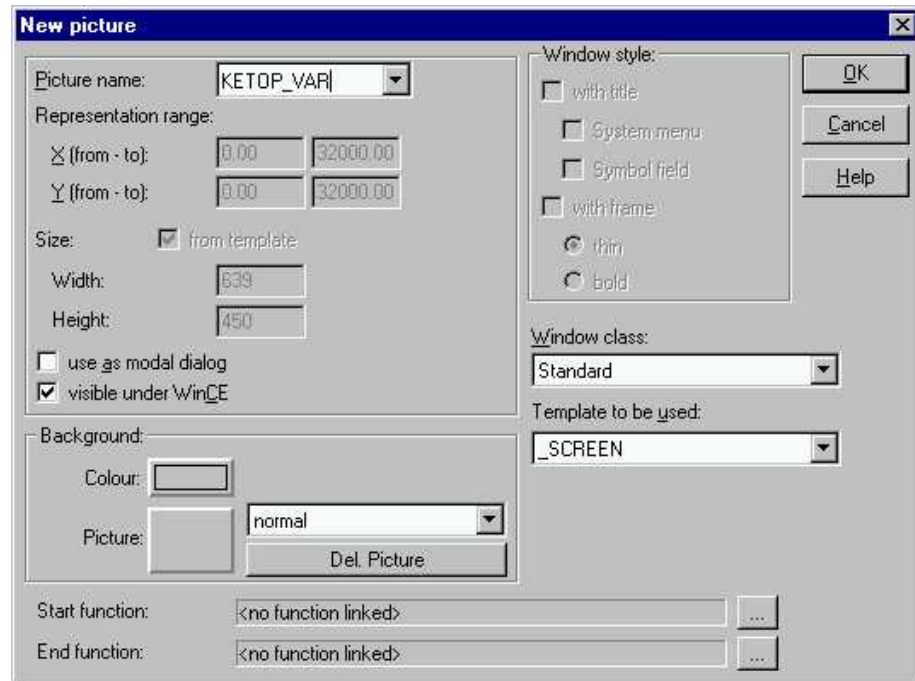 New picture
Picture name: KETOP_VAR
Representation range:
X (from - to): 0.00 32000.00
Y (from - to): 0.00 32000.00
Size: from template
Width: 639
Height: 450
use as modal dialog
visible under WinCE
Background:
Colour:
Picture: normal
Del. Picture
Window style:
with title
System menu
Symbol field
with frame
thin
bold
Window class:
Standard
Template to be used:
_SCREEN
OK
Cancel
Help
Start function: <no function linked> ...
End function: <no function linked> ...